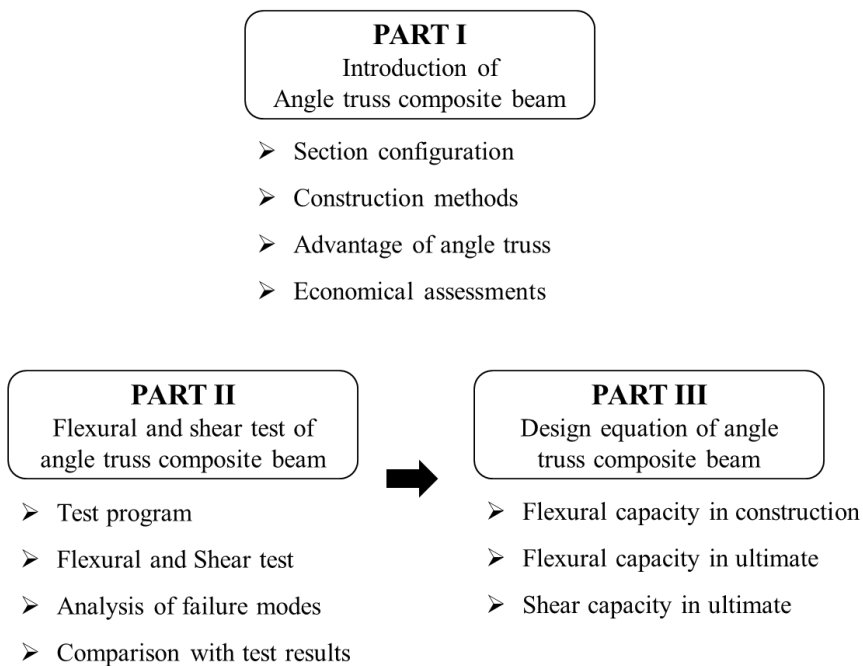 PART I
Introduction of
Angle truss composite beam
➢ Section configuration
➢ Construction methods
➢ Advantage of angle truss
➢ Economical assessments
PART II
Flexural and shear test of
angle truss composite beam
➢ Test program
➢ Flexural and Shear test
➢ Analysis of failure modes
➢ Comparison with test results
PART III
Design equation of angle
truss composite beam
➢ Flexural capacity in construction
➢ Flexural capacity in ultimate
➢ Shear capacity in ultimate